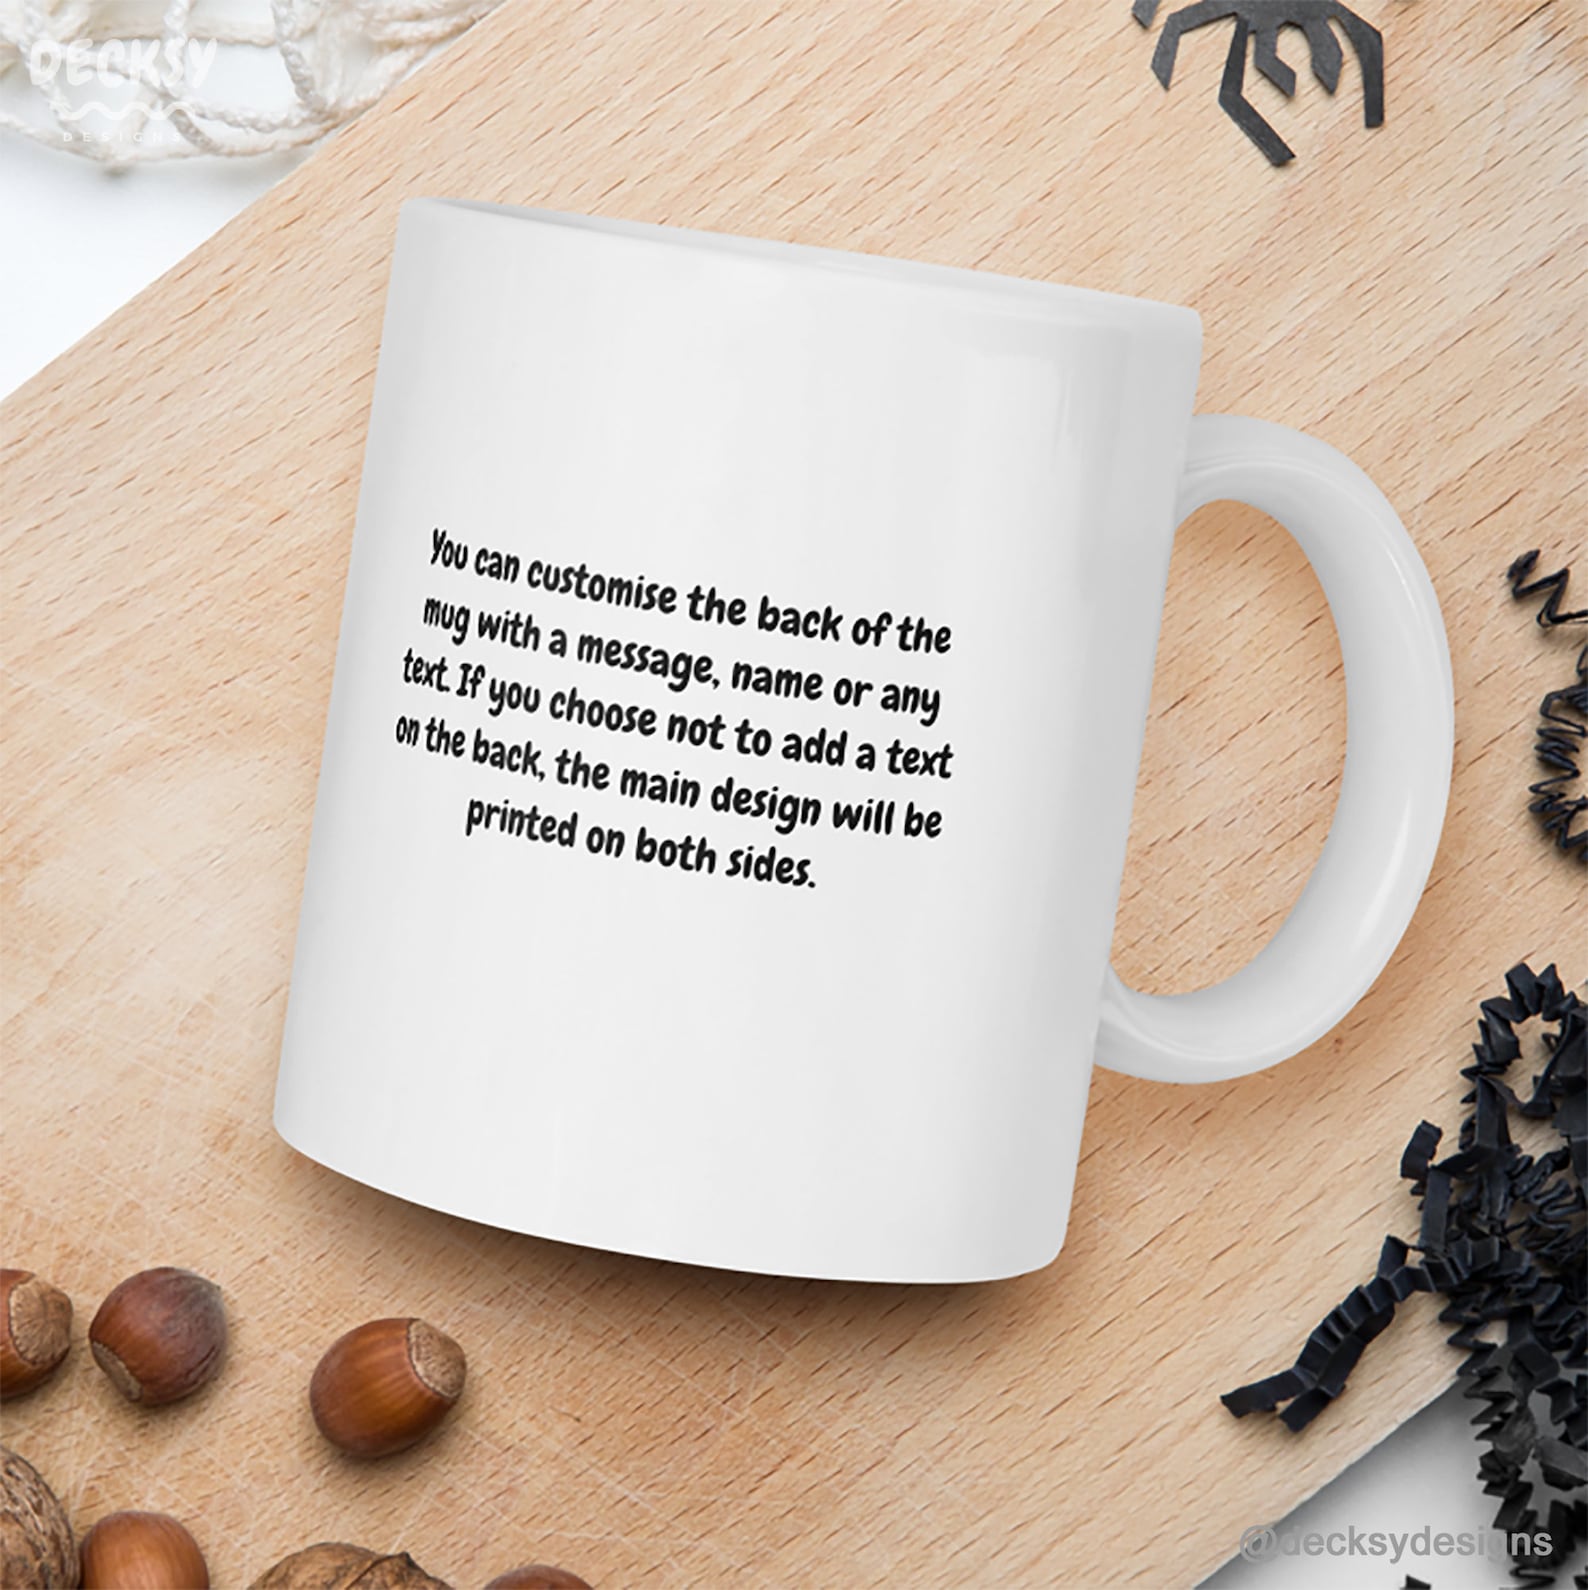 DECKSY
DESIGNS
You can customise the back of the
mug with a message, name or any
text. If you choose not to add a text
on the back, the main design will be
printed on both sides.
@decksydesigns